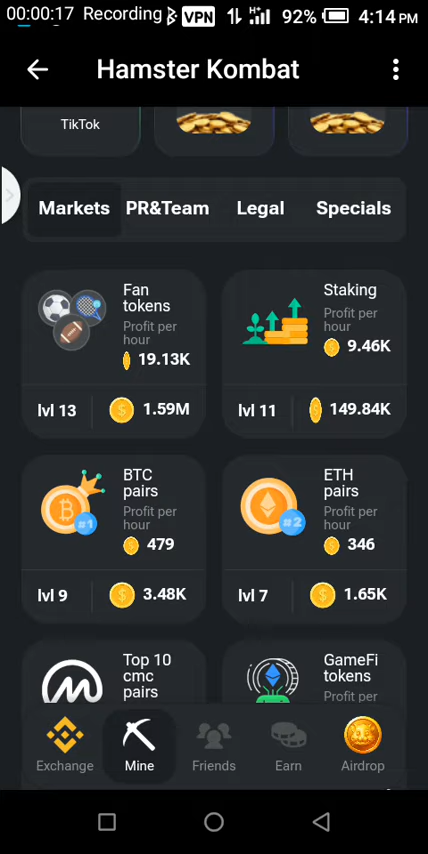 00:00:17 Recording VPN H+ 92% 4:14 PM
Hamster Kombat
TikTok
Markets PR&Team Legal Specials
Fan
tokens
Profit per
hour
19.13K
lvl 13 1.59M
Staking
Profit per
hour
9.46K
lvl 11 149.84K
BTC
pairs
Profit per
hour
479
#1
lvl 9 3.48K
ETH
pairs
Profit per
hour
346
#2
lvl 7 1.65K
Top 10
cmc
pairs
GameFi
tokens
Profit per
Exchange Mine Friends Earn Airdrop